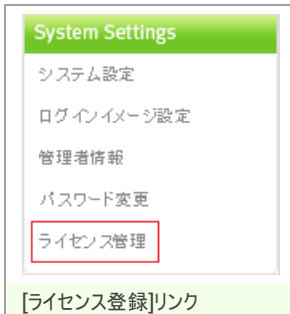 System Settings
システム設定
ログインイメージ設定
管理者情報
パスワード変更
ライセンス管理
[ライセンス登録]リンク